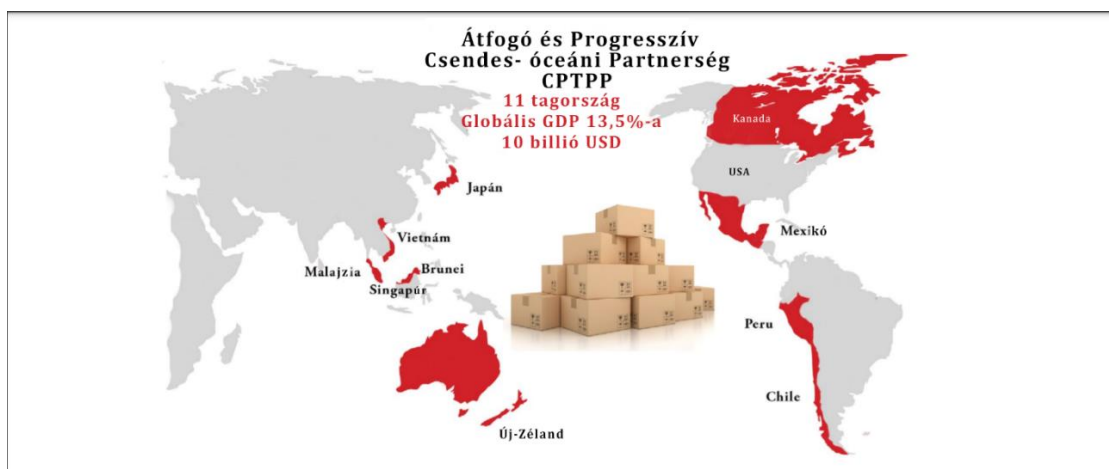 Átfogó és Progresszív
Csendes- óceáni Partnerség
CPTPP
11 tagország
Globális GDP 13,5%-a
10 billió USD
Kanada
USA
Japán
Mexikó
Vietnám
Malajzia
Brunei
Szingapúr
Peru
Chile
Új-Zéland